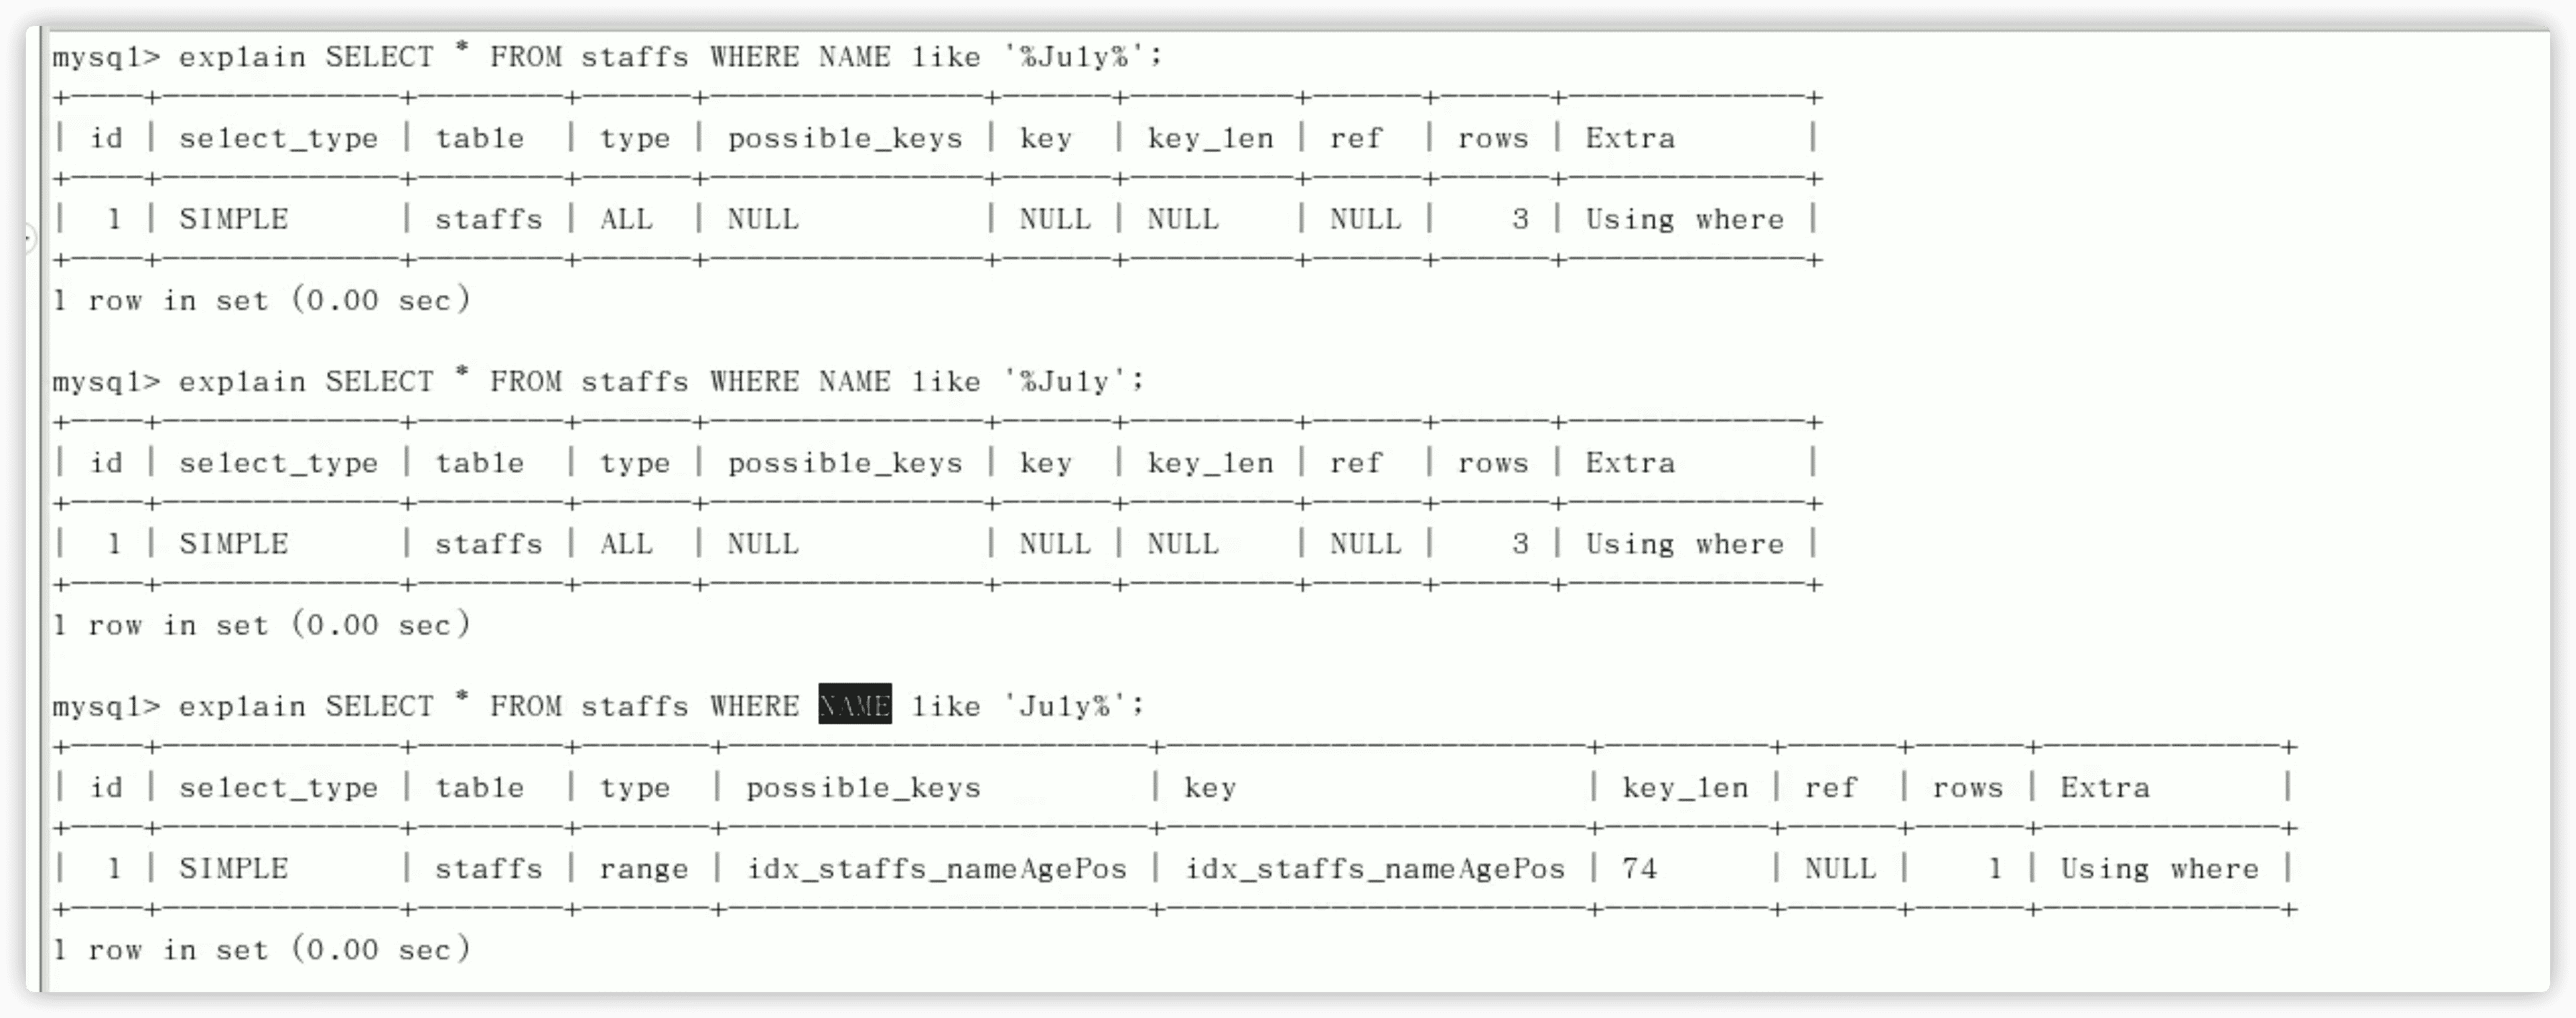 mysql> explain SELECT * FROM staffs WHERE NAME like '%July%';
+----+-------------+--------+------+---------------+------+---------+------+------+-------------+
| id | select_type | table  | type | possible_keys | key  | key_len | ref  | rows | Extra       |
+----+-------------+--------+------+---------------+------+---------+------+------+-------------+
|  1 | SIMPLE      | staffs | ALL  | NULL          | NULL | NULL    | NULL |    3 | Using where |
+----+-------------+--------+------+---------------+------+---------+------+------+-------------+
1 row in set (0.00 sec)
mysql> explain SELECT * FROM staffs WHERE NAME like '%July';
+----+-------------+--------+------+---------------+------+---------+------+------+-------------+
| id | select_type | table  | type | possible_keys | key  | key_len | ref  | rows | Extra       |
+----+-------------+--------+------+---------------+------+---------+------+------+-------------+
|  1 | SIMPLE      | staffs | ALL  | NULL          | NULL | NULL    | NULL |    3 | Using where |
+----+-------------+--------+------+---------------+------+---------+------+------+-------------+
1 row in set (0.00 sec)
mysql> explain SELECT * FROM staffs WHERE NAME like 'July%';
+----+-------------+--------+-------+-----------------------+-----------------------+---------+------+------+-------------+
| id | select_type | table  | type  | possible_keys         | key                   | key_len | ref  | rows | Extra       |
+----+-------------+--------+-------+-----------------------+-----------------------+---------+------+------+-------------+
|  1 | SIMPLE      | staffs | range | idx_staffs_nameAgePos | idx_staffs_nameAgePos | 74      | NULL |    1 | Using where |
+----+-------------+--------+-------+-----------------------+-----------------------+---------+------+------+-------------+
1 row in set (0.00 sec)